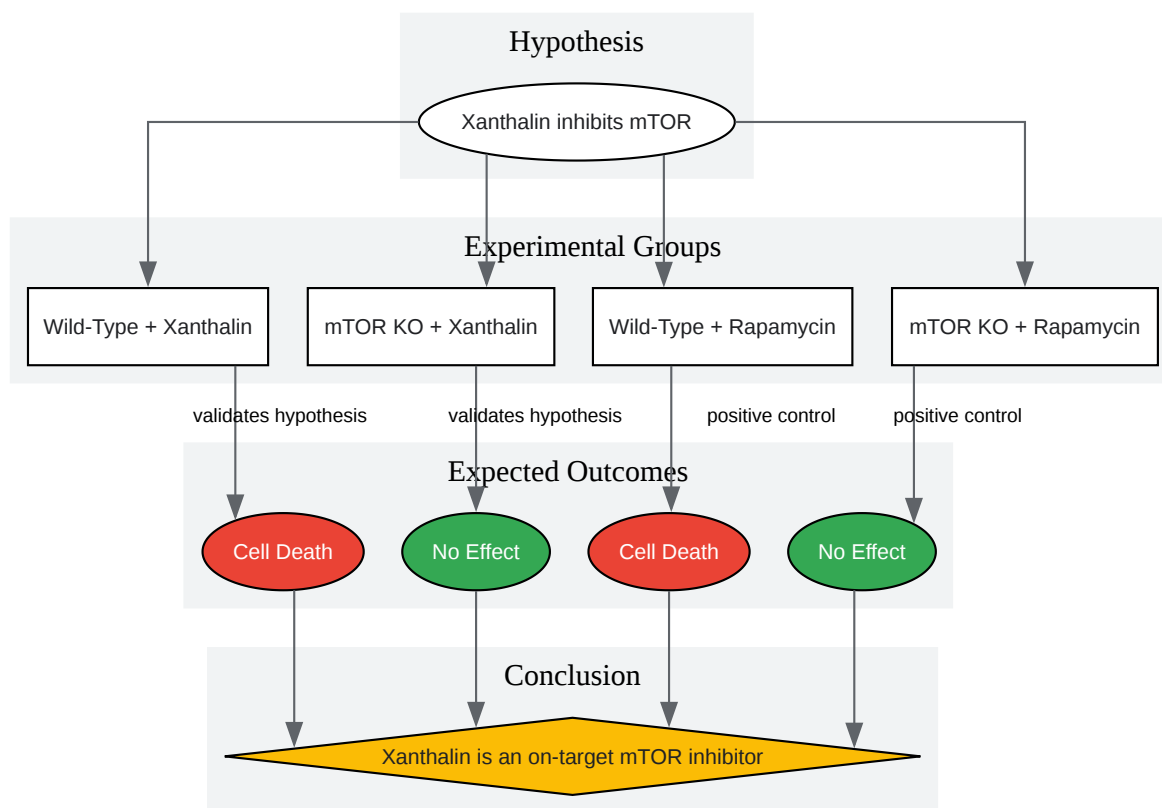 Hypothesis
Xanthalin inhibits mTOR
Experimental Groups
Wild-Type + Xanthalin
mTOR KO + Xanthalin
Wild-Type + Rapamycin
mTOR KO + Rapamycin
validates hypothesis
validates hypothesis
positive control
positive control
Expected Outcomes
Cell Death
No Effect
Cell Death
No Effect
Conclusion
Xanthalin is an on-target mTOR inhibitor